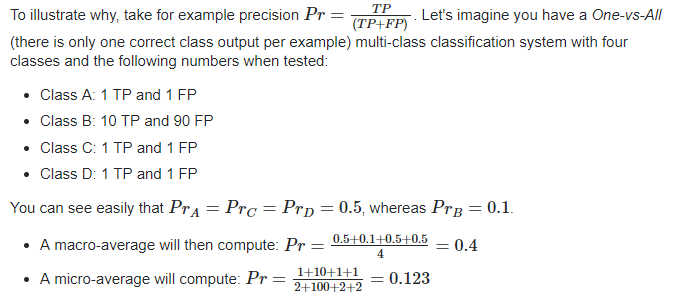 To illustrate why, take for example precision Pr = TP/(TP+FP). Let's imagine you have a One-vs-All
(there is only one correct class output per example) multi-class classification system with four
classes and the following numbers when tested:
• Class A: 1 TP and 1 FP
• Class B: 10 TP and 90 FP
• Class C: 1 TP and 1 FP
• Class D: 1 TP and 1 FP
You can see easily that Pr_A = Pr_C = Pr_D = 0.5, whereas Pr_B = 0.1.
• A macro-average will then compute: Pr = (0.5+0.1+0.5+0.5)/4 = 0.4
• A micro-average will compute: Pr = (1+10+1+1)/(2+100+2+2) = 0.123